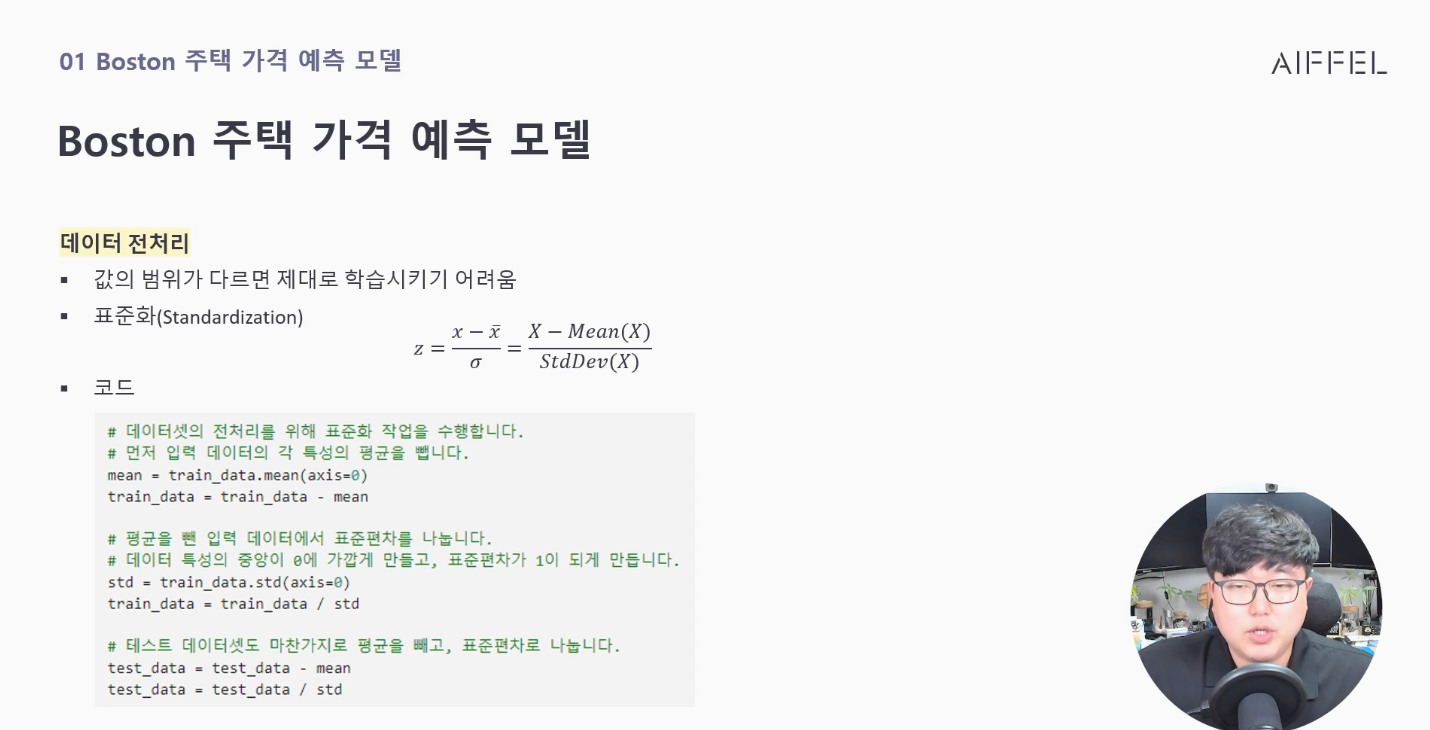 01 Boston 주택 가격 예측 모델
AIFFEL
Boston 주택 가격 예측 모델
데이터 전처리
▪ 값의 범위가 다르면 제대로 학습시키기 어려움
▪ 표준화(Standardization)
z = (x − x̄)/σ = (X − Mean(X))/StdDev(X)
▪ 코드
# 데이터셋의 전처리를 위해 표준화 작업을 수행합니다.
# 먼저 입력 데이터의 각 특성의 평균을 뺍니다.
mean = train_data.mean(axis=0)
train_data = train_data - mean
# 평균을 뺀 입력 데이터에서 표준편차를 나눕니다.
# 데이터 특성의 중앙이 0에 가깝게 만들고, 표준편차가 1이 되게 만듭니다.
std = train_data.std(axis=0)
train_data = train_data / std
# 테스트 데이터셋도 마찬가지로 평균을 빼고, 표준편차로 나눕니다.
test_data = test_data - mean
test_data = test_data / std